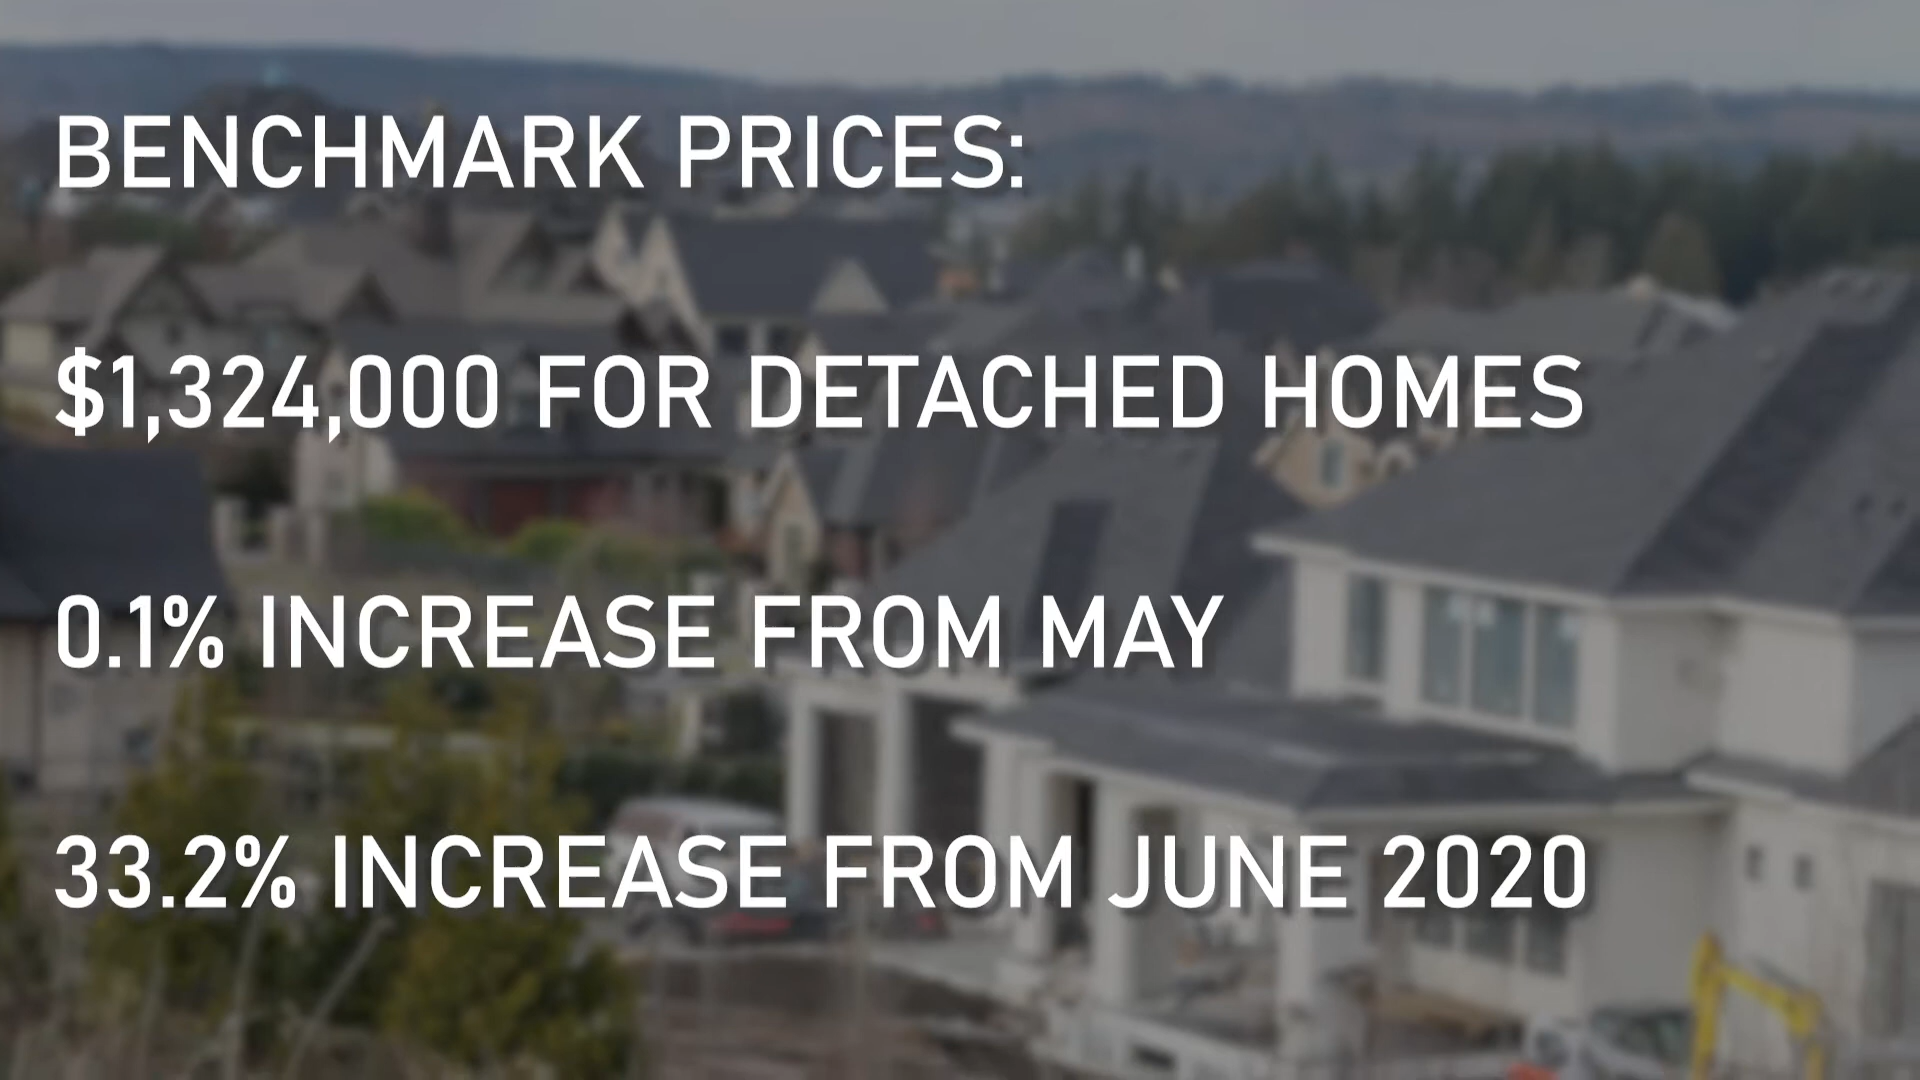 BENCHMARK PRICES:
$1,324,000 FOR DETACHED HOMES
0.1% INCREASE FROM MAY
33.2% INCREASE FROM JUNE 2020